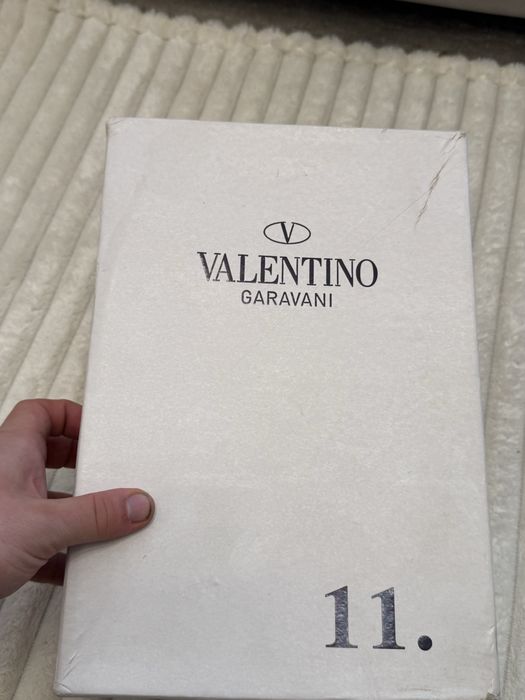 V
VALENTINO
GARAVANI
11.